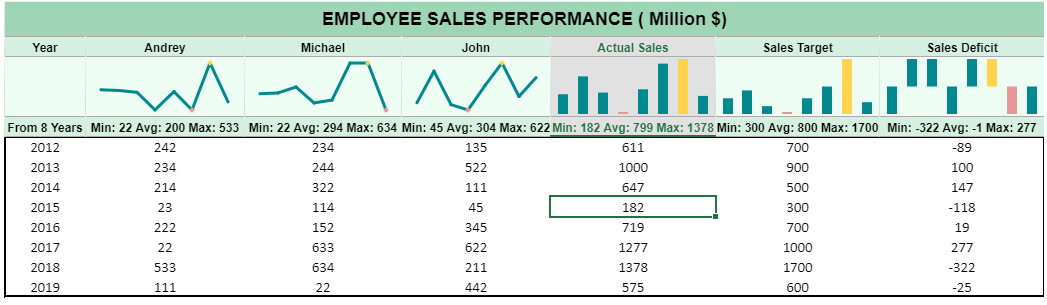 EMPLOYEE SALES PERFORMANCE ( Million $)
Year Andrey Michael John Actual Sales Sales Target Sales Deficit
From 8 Years Min: 22 Avg: 200 Max: 533 Min: 22 Avg: 294 Max: 634 Min: 45 Avg: 304 Max: 622 Min: 182 Avg: 799 Max: 1378 Min: 300 Avg: 800 Max: 1700 Min: -322 Avg: -1 Max: 277
2012 242 234 135 611 700 -89
2013 234 244 522 1000 900 100
2014 214 322 111 647 500 147
2015 23 114 45 182 300 -118
2016 222 152 345 719 700 19
2017 22 633 622 1277 1000 277
2018 533 634 211 1378 1700 -322
2019 111 22 442 575 600 -25